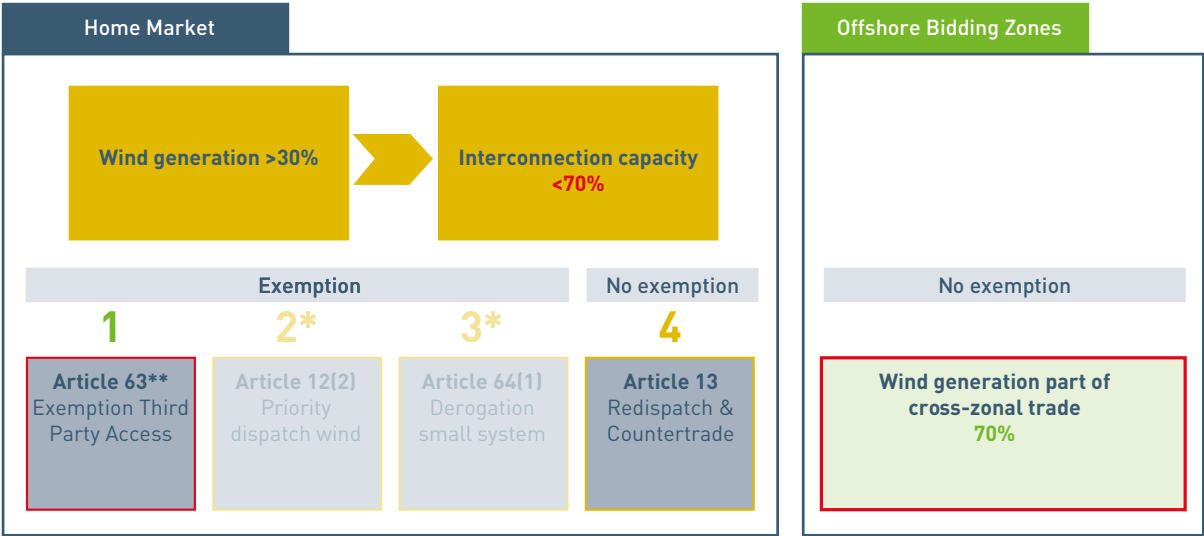 Home Market
Offshore Bidding Zones
Wind generation >30%
Interconnection capacity
<70%
Exemption
No exemption
No exemption
1
2*
3*
4
Article 63**
Exemption Third
Party Access
Article 12(2)
Priority
dispatch wind
Article 64(1)
Derogation
small system
Article 13
Redispatch &
Countertrade
Wind generation part of
cross-zonal trade
70%